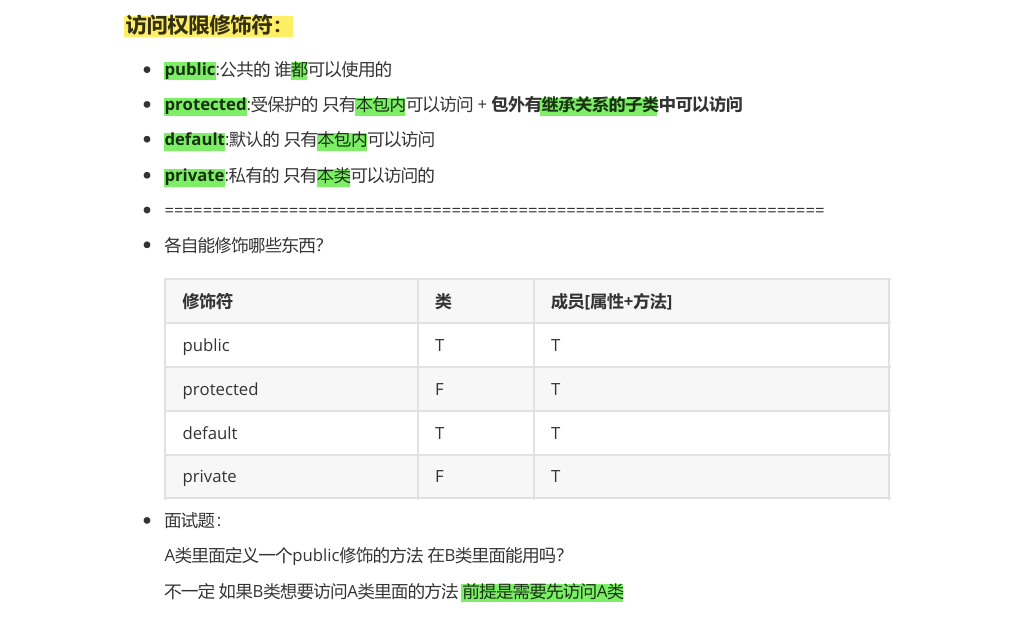 访问权限修饰符：
public:公共的 谁都可以使用的
protected:受保护的 只有本包内可以访问 + 包外有继承关系的子类中可以访问
default:默认的 只有本包内可以访问
private:私有的 只有本类可以访问的
=====================================================================
各自能修饰哪些东西?
修饰符 类 成员[属性+方法]
public T T
protected F T
default T T
private F T
面试题：
A类里面定义一个public修饰的方法 在B类里面能用吗?
不一定 如果B类想要访问A类里面的方法 前提是需要先访问A类